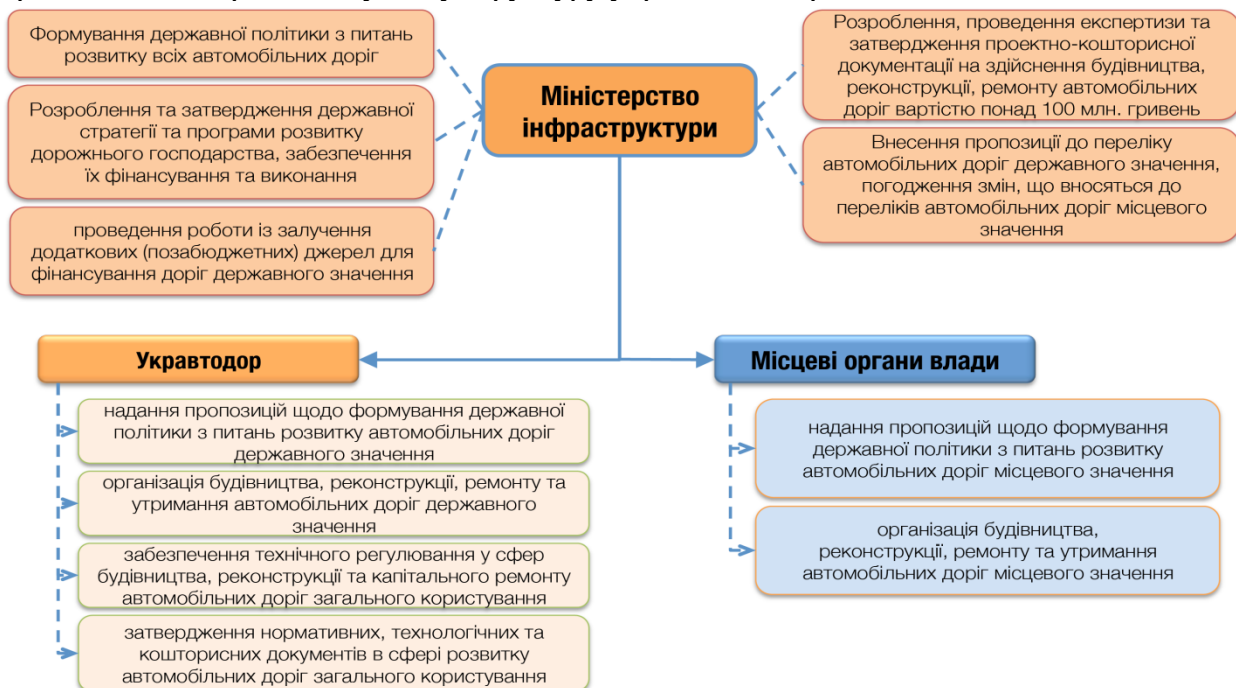 Формування державної політики з питань
розвитку всіх автомобільних доріг
Розроблення та затвердження державної
стратегії та програми розвитку
дорожнього господарства, забезпечення
їх фінансування та виконання
проведення роботи із залучення
додаткових (позабюджетних) джерел для
фінансування доріг державного значення
Міністерство
інфраструктури
Розроблення, проведення експертизи та
затвердження проектно-кошторисної
документації на здійснення будівництва,
реконструкції, ремонту автомобільних
доріг вартістю понад 100 млн. гривень
Внесення пропозиції до переліку
автомобільних доріг державного значення,
погодження змін, що вносяться до
переліків автомобільних доріг місцевого
значення
Укравтодор
надання пропозицій щодо формування державної
політики з питань розвитку автомобільних доріг
державного значення
організація будівництва, реконструкції, ремонту та
утримання автомобільних доріг державного
значення
забезпечення технічного регулювання у сфер
будівництва, реконструкції та капітального ремонту
автомобільних доріг загального користування
затвердження нормативних, технологічних та
кошторисних документів в сфері розвитку
автомобільних доріг загального користування
Місцеві органи влади
надання пропозицій щодо формування
державної політики з питань розвитку
автомобільних доріг місцевого значення
організація будівництва,
реконструкції, ремонту та утримання
автомобільних доріг місцевого значення